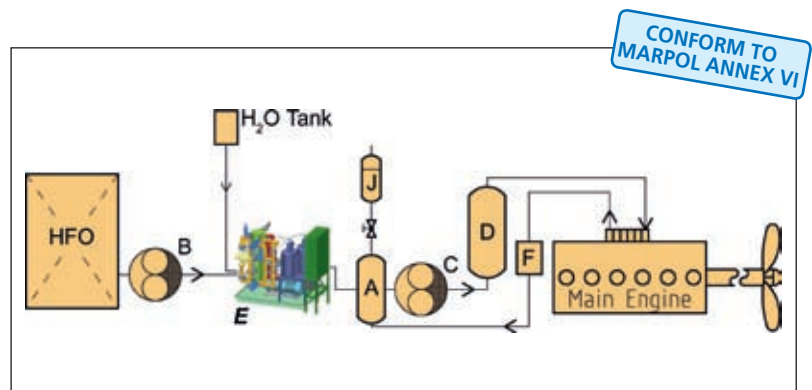 CONFORM TO
MARPOL ANNEX VI
H₂O Tank
HFO
B
E
J
A
C
D
F
Main Engine